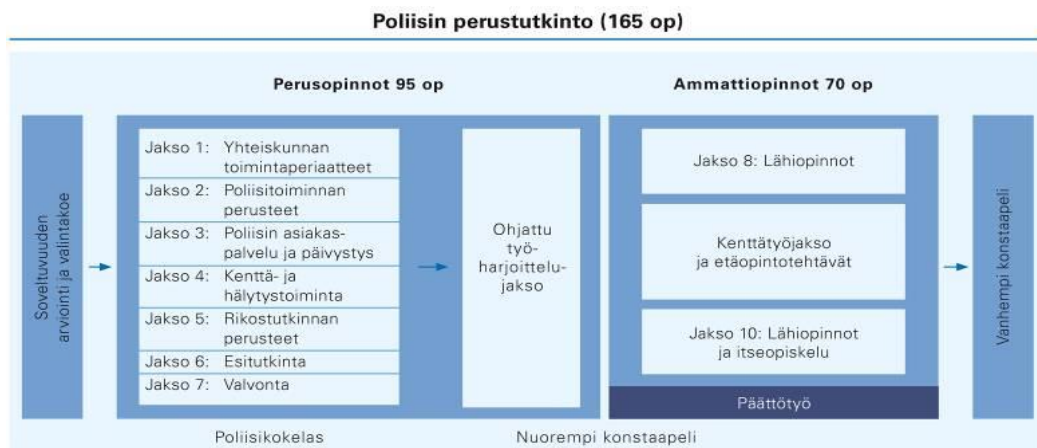 Poliisin perustutkinto (165 op)
Perusopinnot 95 op
Ammattiopinnot 70 op
Soveltuvuuden
arviointi ja valintakoe
Jakso 1: Yhteiskunnan
toimintaperiaatteet
Jakso 2: Poliisitoiminnan
perusteet
Jakso 3: Poliisin asiakas-
palvelu ja päivystys
Jakso 4: Kenttä- ja
hälytystoiminta
Jakso 5: Rikostutkinnan
perusteet
Jakso 6: Esitutkinta
Jakso 7: Valvonta
Ohjattu
työ-
harjoittelu-
jakso
Jakso 8: Lähiopinnot
Kenttätyöjakso
ja etäopintotehtävät
Jakso 10: Lähiopinnot
ja itseopiskelu
Päättötyö
Vanhempi konstaapeli
Poliisikokelas
Nuorempi konstaapeli